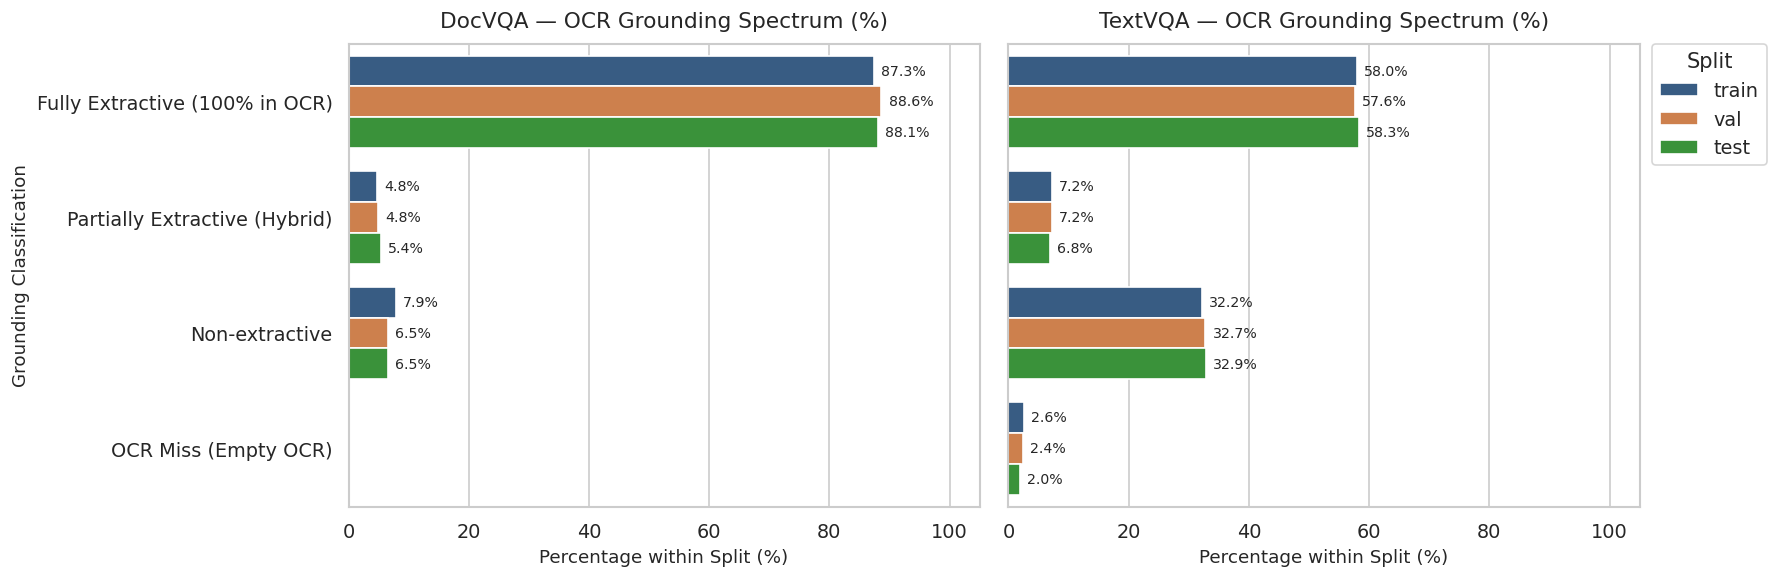 DocVQA — OCR Grounding Spectrum (%)
Grounding Classification
Fully Extractive (100% in OCR)
87.3%
88.6%
88.1%
Partially Extractive (Hybrid)
4.8%
4.8%
5.4%
Non-extractive
7.9%
6.5%
6.5%
OCR Miss (Empty OCR)
0 20 40 60 80 100
Percentage within Split (%)
TextVQA — OCR Grounding Spectrum (%)
58.0%
57.6%
58.3%
7.2%
7.2%
6.8%
32.2%
32.7%
32.9%
2.6%
2.4%
2.0%
0 20 40 60 80 100
Percentage within Split (%)
Split
train
val
test